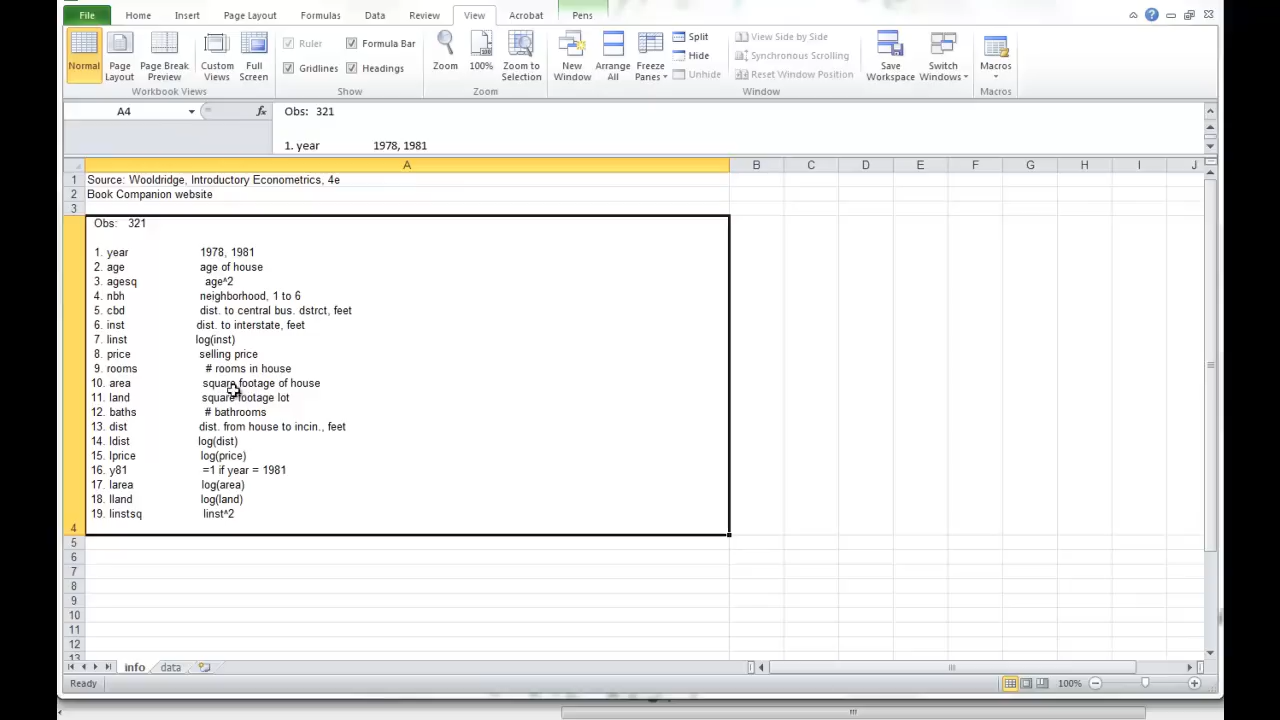 File Home Insert Page Layout Formulas Data Review View Acrobat Pens
Normal Page Layout Page Break Preview Custom Views Full Screen
Ruler Formula Bar
Gridlines Headings
Zoom 100% Zoom to Selection
New Window Arrange All Freeze Panes
Split
Hide
Unhide
View Side by Side
Synchronous Scrolling
Reset Window Position
Save Workspace Switch Windows Macros
Workbook Views Show Zoom Window Macros
A4 fx Obs: 321
1. year 1978, 1981
A B C D E F G H I J
1 Source: Wooldridge, Introductory Econometrics, 4e
2 Book Companion website
3
Obs: 321
1. year 1978, 1981
2. age age of house
3. agesq age^2
4. nbh neighborhood, 1 to 6
5. cbd dist. to central bus. dstrct, feet
6. inst dist. to interstate, feet
7. linst log(inst)
8. price selling price
9. rooms # rooms in house
10. area square footage of house
11. land square footage lot
12. baths # bathrooms
13. dist dist. from house to incin., feet
14. ldist log(dist)
15. lprice log(price)
16. y81 =1 if year = 1981
17. larea log(area)
18. lland log(land)
19. linstsq linst^2
4
5
6
7
8
9
10
11
12
13
info data
Ready 100%